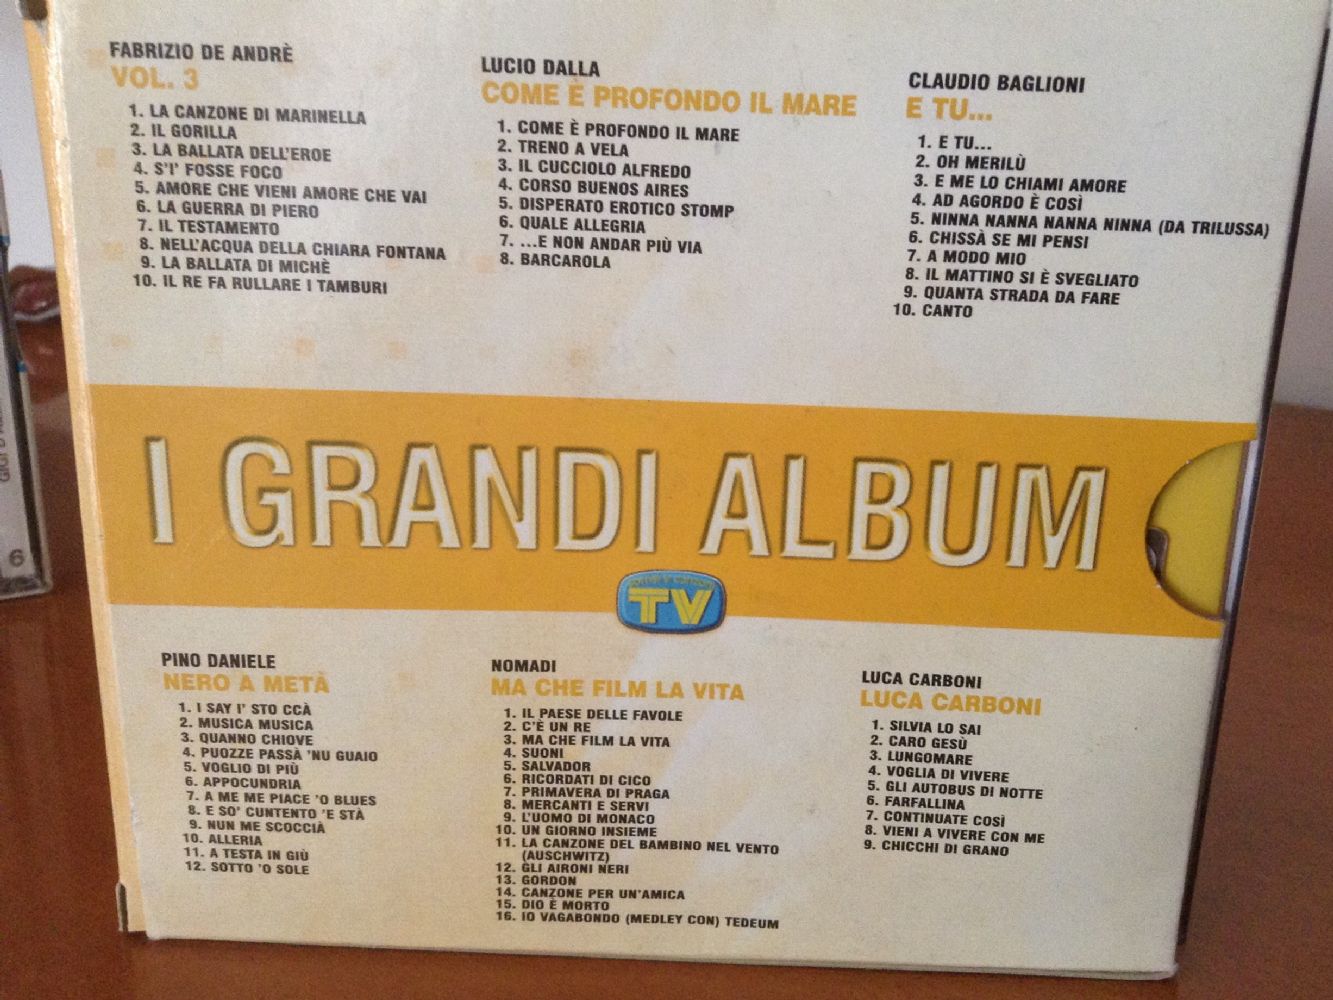 FABRIZIO DE ANDRÈ
VOL. 3
1. LA CANZONE DI MARINELLA
2. IL GORILLA
3. LA BALLATA DELL'EROE
4. S'I' FOSSE FOCO
5. AMORE CHE VIENI AMORE CHE VAI
6. LA GUERRA DI PIERO
7. IL TESTAMENTO
8. NELL'ACQUA DELLA CHIARA FONTANA
9. LA BALLATA DI MICHÈ
10. IL RE FA RULLARE I TAMBURI
LUCIO DALLA
COME È PROFONDO IL MARE
1. COME È PROFONDO IL MARE
2. TRENO A VELA
3. IL CUCCIOLO ALFREDO
4. CORSO BUENOS AIRES
5. DISPERATO EROTICO STOMP
6. QUALE ALLEGRIA
7. ...E NON ANDAR PIÙ VIA
8. BARCAROLA
CLAUDIO BAGLIONI
E TU...
1. E TU...
2. OH MERILÙ
3. E ME LO CHIAMI AMORE
4. AD AGORDO È COSÌ
5. NINNA NANNA NANNA NINNA (DA TRILUSSA)
6. CHISSÀ SE MI PENSI
7. A MODO MIO
8. IL MATTINO SI È SVEGLIATO
9. QUANTA STRADA DA FARE
10. CANTO
I GRANDI ALBUM
TV
PINO DANIELE
NERO A METÀ
1. I SAY I' STO CCÀ
2. MUSICA MUSICA
3. QUANNO CHIOVE
4. PUOZZE PASSÀ 'NU GUAIO
5. VOGLIO DI PIÙ
6. APPOCUNDRIA
7. A ME ME PIACE 'O BLUES
8. E SO' CUNTENTO 'E STÀ
9. NUN ME SCOCCIÀ
10. ALLERIA
11. A TESTA IN GIÙ
12. SOTTO 'O SOLE
NOMADI
MA CHE FILM LA VITA
1. IL PAESE DELLE FAVOLE
2. C'È UN RE
3. MA CHE FILM LA VITA
4. SUONI
5. SALVADOR
6. RICORDATI DI CICO
7. PRIMAVERA DI PRAGA
8. MERCANTI E SERVI
9. L'UOMO DI MONACO
10. UN GIORNO INSIEME
11. LA CANZONE DEL BAMBINO NEL VENTO
(AUSCHWITZ)
12. GLI AIRONI NERI
13. GORDON
14. CANZONE PER UN'AMICA
15. DIO È MORTO
16. IO VAGABONDO (MEDLEY CON) TEDEUM
LUCA CARBONI
LUCA CARBONI
1. SILVIA LO SAI
2. CARO GESÙ
3. LUNGOMARE
4. VOGLIA DI VIVERE
5. GLI AUTOBUS DI NOTTE
6. FARFALLINA
7. CONTINUATE COSÌ
8. VIENI A VIVERE CON ME
9. CHICCHI DI GRANO
GIGI
6